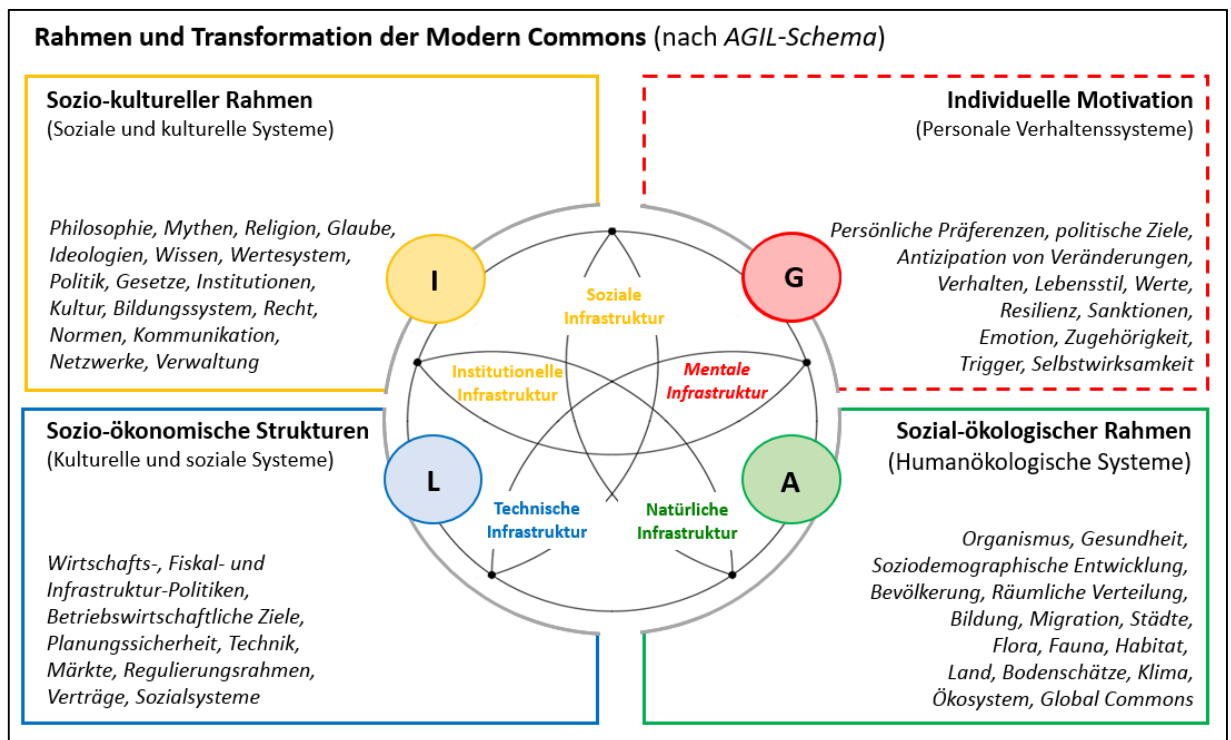 Rahmen und Transformation der Modern Commons (nach AGIL-Schema)
Sozio-kultureller Rahmen
(Soziale und kulturelle Systeme)
Philosophie, Mythen, Religion, Glaube,
Ideologien, Wissen, Wertesystem,
Politik, Gesetze, Institutionen,
Kultur, Bildungssystem, Recht,
Normen, Kommunikation,
Netzwerke, Verwaltung
Individuelle Motivation
(Personale Verhaltenssysteme)
Persönliche Präferenzen, politische Ziele,
Antizipation von Veränderungen,
Verhalten, Lebensstil, Werte,
Resilienz, Sanktionen,
Emotion, Zugehörigkeit,
Trigger, Selbstwirksamkeit
I
G
Soziale
Infrastruktur
Institutionelle
Infrastruktur
Mentale
Infrastruktur
L
A
Technische
Infrastruktur
Natürliche
Infrastruktur
Sozio-ökonomische Strukturen
(Kulturelle und soziale Systeme)
Wirtschafts-, Fiskal- und
Infrastruktur-Politiken,
Betriebswirtschaftliche Ziele,
Planungssicherheit, Technik,
Märkte, Regulierungsrahmen,
Verträge, Sozialsysteme
Sozial-ökologischer Rahmen
(Humanökologische Systeme)
Organismus, Gesundheit,
Soziodemographische Entwicklung,
Bevölkerung, Räumliche Verteilung,
Bildung, Migration, Städte,
Flora, Fauna, Habitat,
Land, Bodenschätze, Klima,
Ökosystem, Global Commons